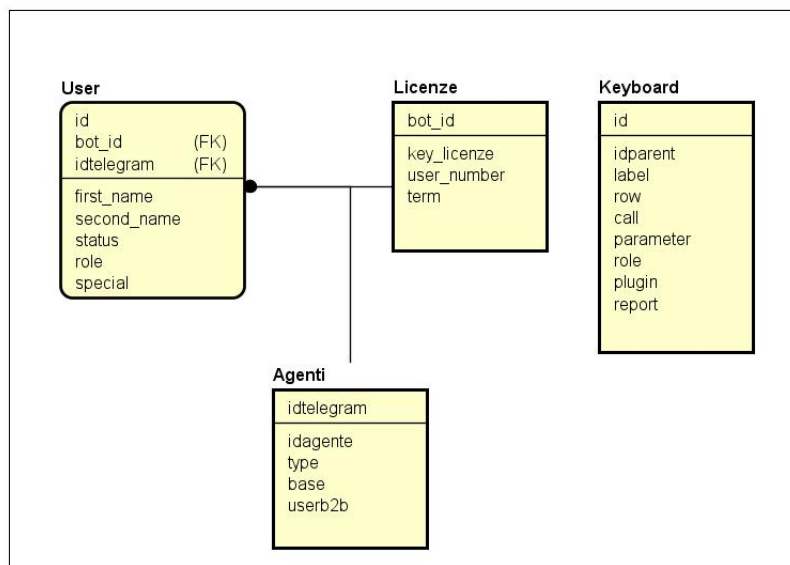 User
id
bot_id (FK)
idtelegram (FK)
first_name
second_name
status
role
special
Licenze
bot_id
key_licenze
user_number
term
Keyboard
id
idparent
label
row
call
parameter
role
plugin
report
Agenti
idtelegram
idagente
type
base
userb2b